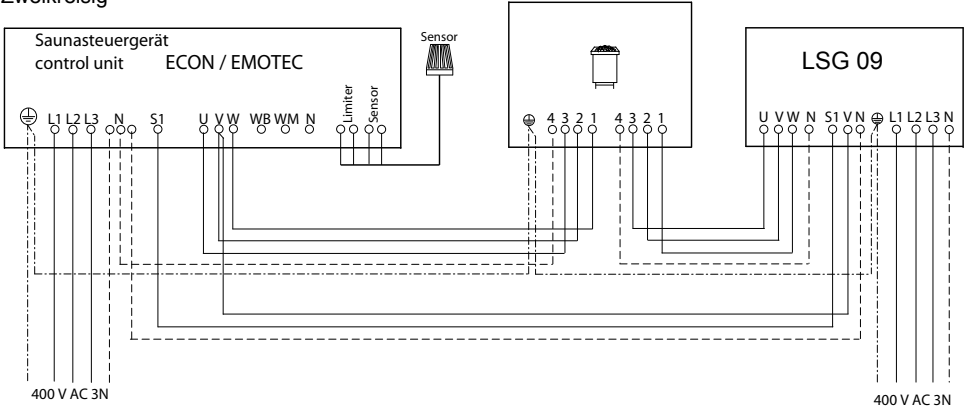 Zweikreisig
Saunasteuergerät
control unit ECON / EMOTEC
L1 L2 L3 N S1 U V W WB WM N Limiter Sensor
Sensor
4 3 2 1 4 3 2 1
LSG 09
U V W N S1 V N L1 L2 L3 N
400 V AC 3N
400 V AC 3N